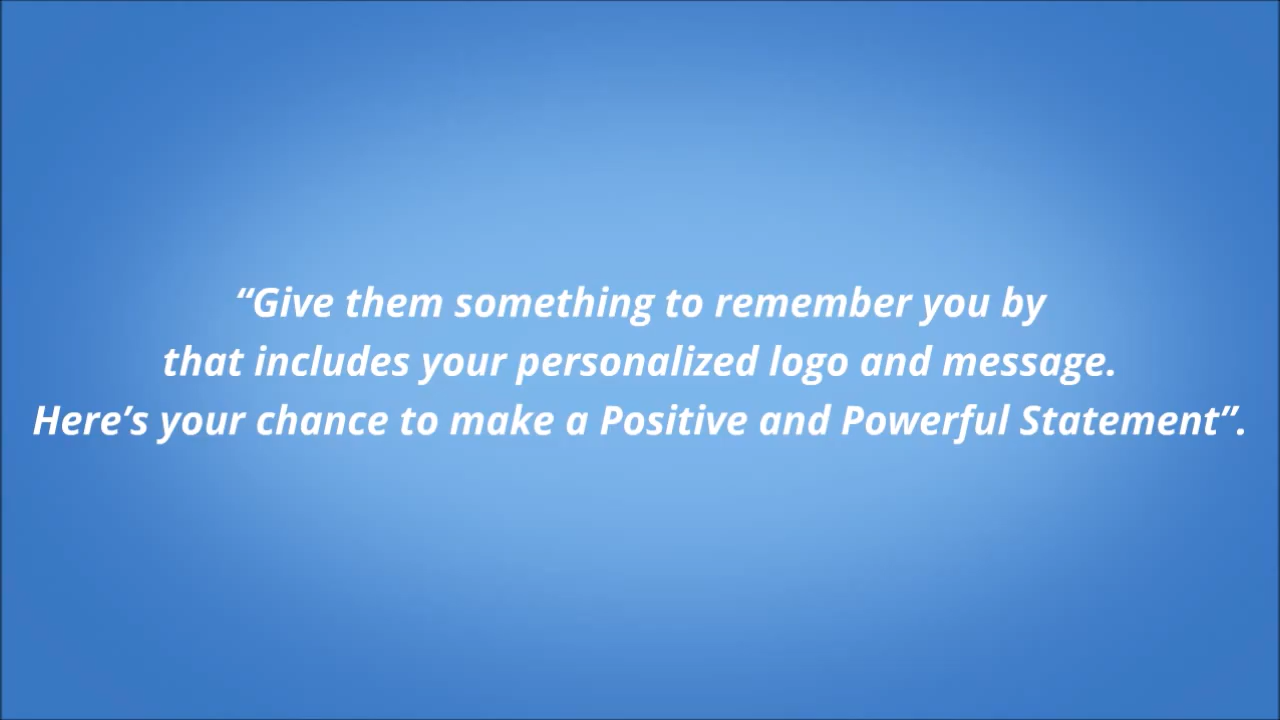 “Give them something to remember you by
that includes your personalized logo and message.
Here’s your chance to make a Positive and Powerful Statement”.